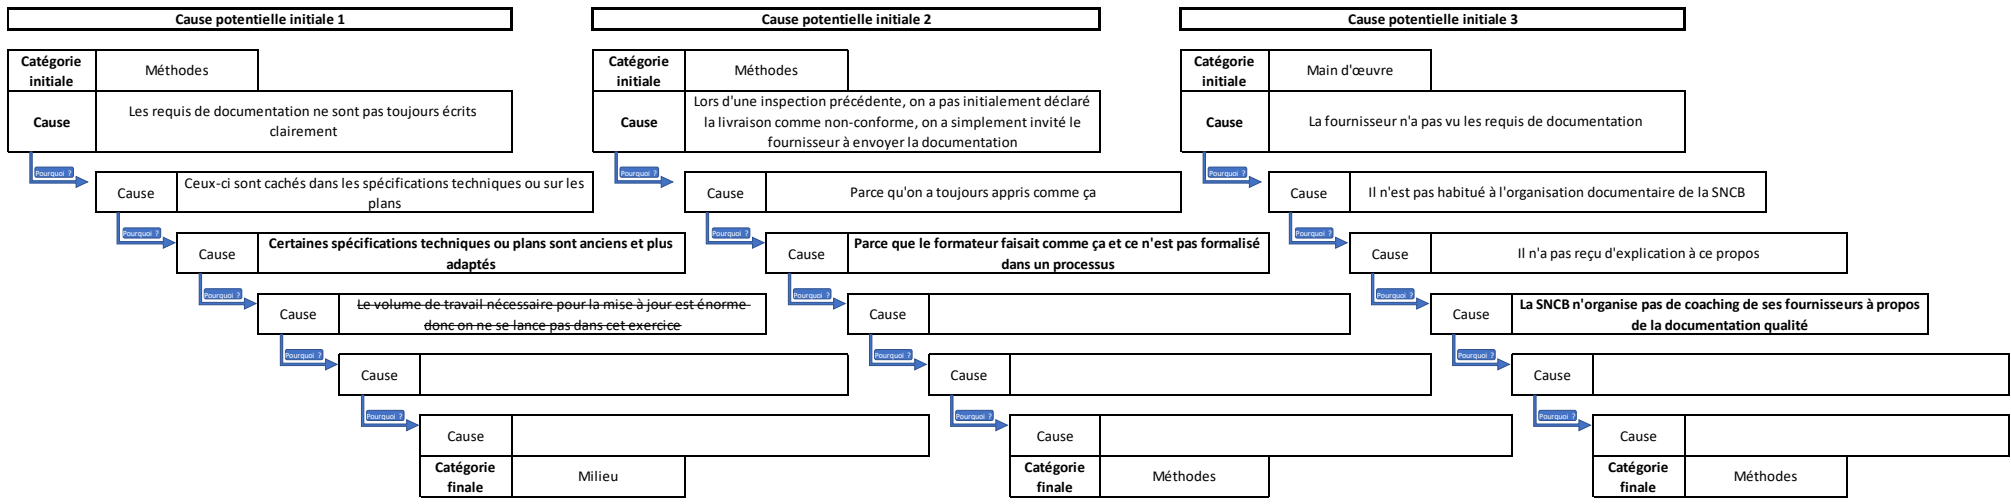 Cause potentielle initiale 1
Catégorie
initiale
Méthodes
Cause
Les requis de documentation ne sont pas toujours écrits
clairement
Pourquoi ?
Cause
Ceux-ci sont cachés dans les spécifications techniques ou sur les
plans
Pourquoi ?
Cause
Certaines spécifications techniques ou plans sont anciens et plus
adaptés
Pourquoi ?
Cause
Le volume de travail nécessaire pour la mise à jour est énorme
donc on ne se lance pas dans cet exercice
Pourquoi ?
Cause
Pourquoi ?
Cause
Catégorie
finale
Milieu
Cause potentielle initiale 2
Catégorie
initiale
Méthodes
Cause
Lors d'une inspection précédente, on a pas initialement déclaré
la livraison comme non-conforme, on a simplement invité le
fournisseur à envoyer la documentation
Pourquoi ?
Cause
Parce qu'on a toujours appris comme ça
Pourquoi ?
Cause
Parce que le formateur faisait comme ça et ce n'est pas formalisé
dans un processus
Pourquoi ?
Cause
Pourquoi ?
Cause
Pourquoi ?
Cause
Catégorie
finale
Méthodes
Cause potentielle initiale 3
Catégorie
initiale
Main d'œuvre
Cause
La fournisseur n'a pas vu les requis de documentation
Pourquoi ?
Cause
Il n'est pas habitué à l'organisation documentaire de la SNCB
Pourquoi ?
Cause
Il n'a pas reçu d'explication à ce propos
Pourquoi ?
Cause
La SNCB n'organise pas de coaching de ses fournisseurs à propos
de la documentation qualité
Pourquoi ?
Cause
Pourquoi ?
Cause
Catégorie
finale
Méthodes